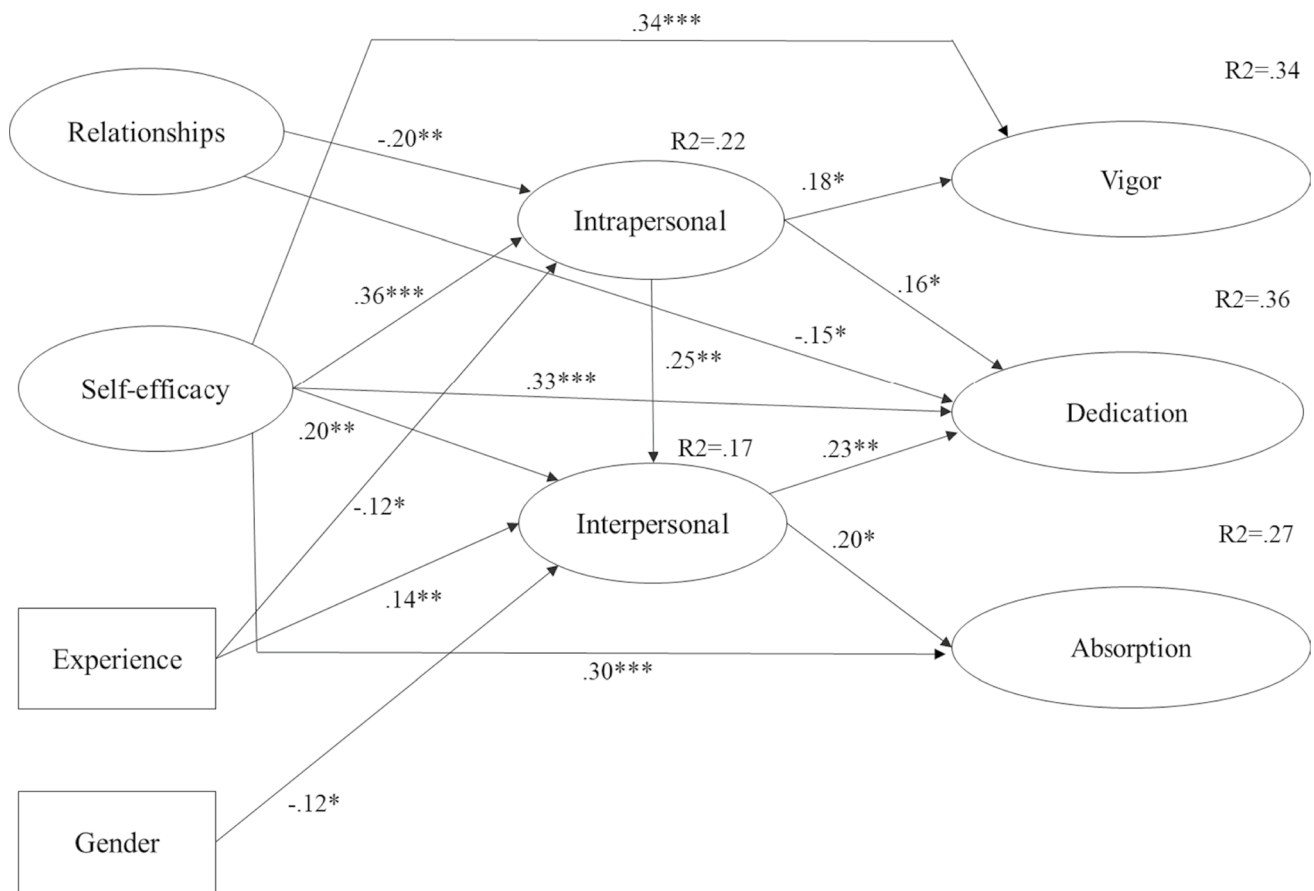 .34***
R2=.34
Relationships
-.20**
R2=.22
Vigor
.18*
Intrapersonal
.36***
.16*
R2=.36
-.15*
.25**
Self-efficacy
.33***
Dedication
.20**
R2=.17
.23**
-.12*
Interpersonal
.20*
R2=.27
.14**
Experience
Absorption
.30***
-.12*
Gender